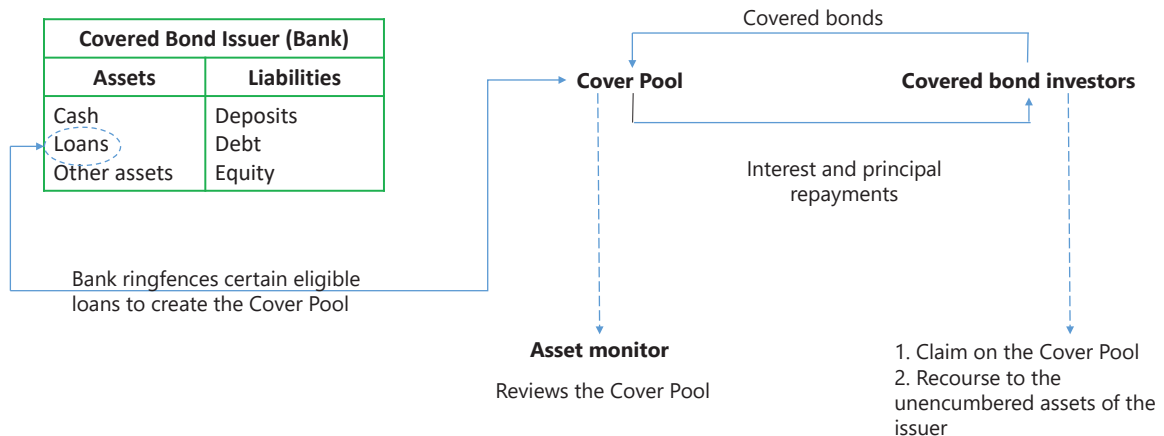 Covered bonds
Covered Bond Issuer (Bank)
Assets
Liabilities
Cash
Loans
Other assets
Deposits
Debt
Equity
Cover Pool
Covered bond investors
Interest and principal
repayments
Bank ringfences certain eligible
loans to create the Cover Pool
Asset monitor
Reviews the Cover Pool
1. Claim on the Cover Pool
2. Recourse to the
unencumbered assets of the
issuer